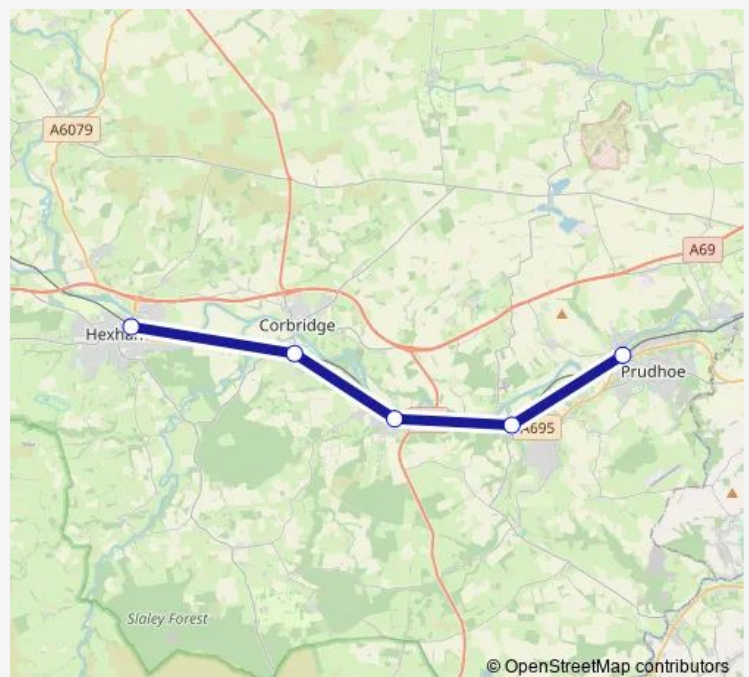 A6079
A69
Corbridge
Hexham
Prudhoe
A695
Slaley Forest
© OpenStreetMap contributors